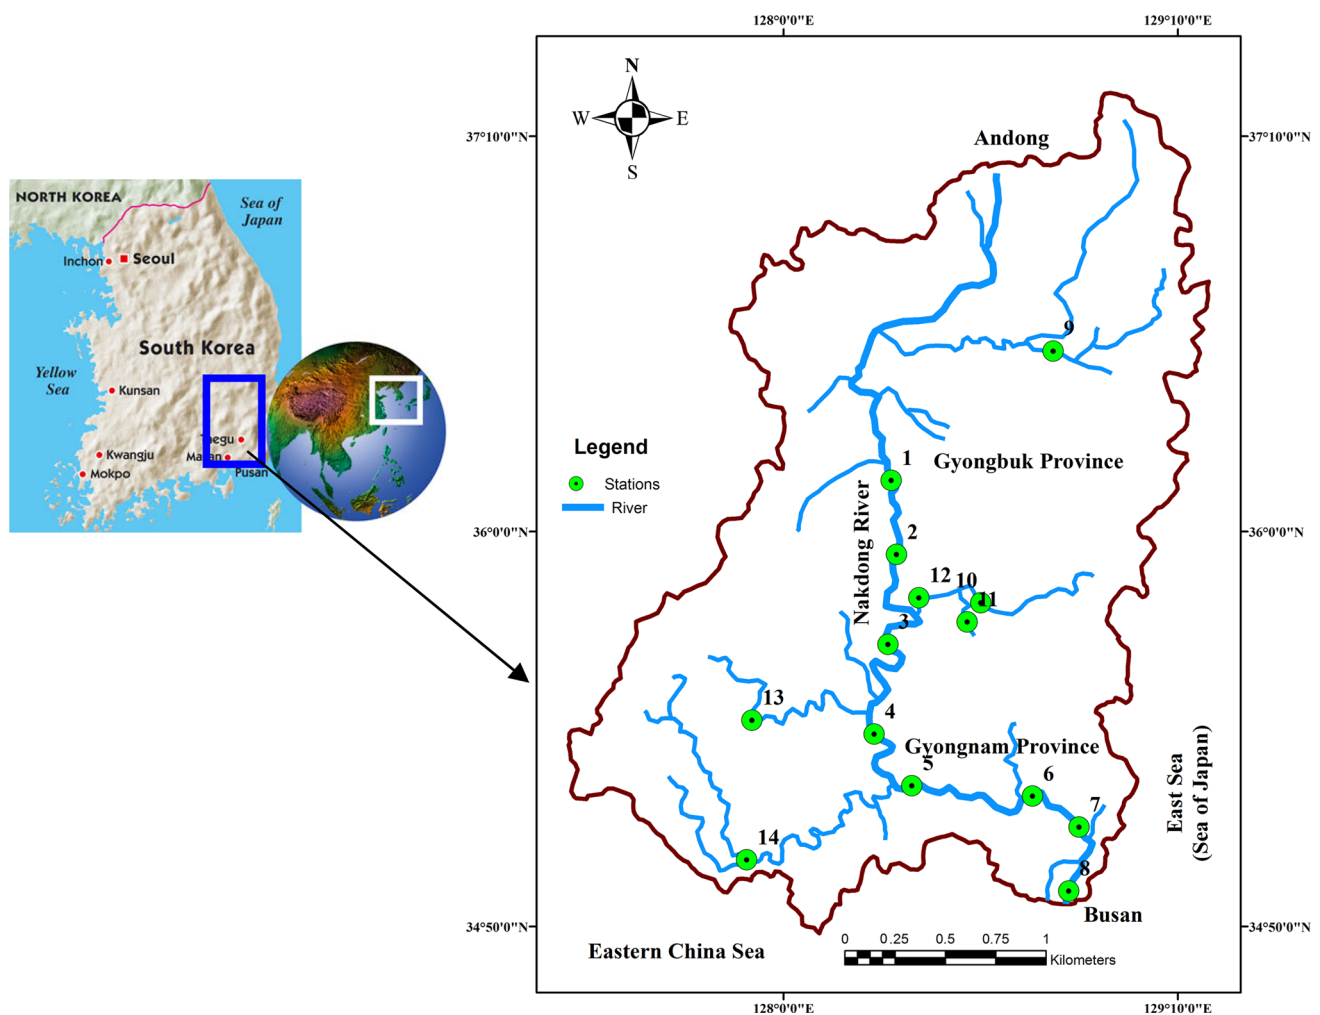 128°0'0"E
129°10'0"E
N
W
E
S
37°10'0"N
37°10'0"N
Andong
NORTH KOREA
Sea of
Japan
Inchon
Seoul
South Korea
Yellow
Sea
Kunsan
Kwangju
Mokpo
Pusan
9
Legend
Stations
River
Gyongbuk Province
1
Nakdong River
36°0'0"N
36°0'0"N
2
12
10
11
3
13
4
Gyongnam Province
5
6
7
East Sea
(Sea of Japan)
14
8
Busan
34°50'0"N
34°50'0"N
Eastern China Sea
0
0.25
0.5
0.75
1
Kilometers
128°0'0"E
129°10'0"E